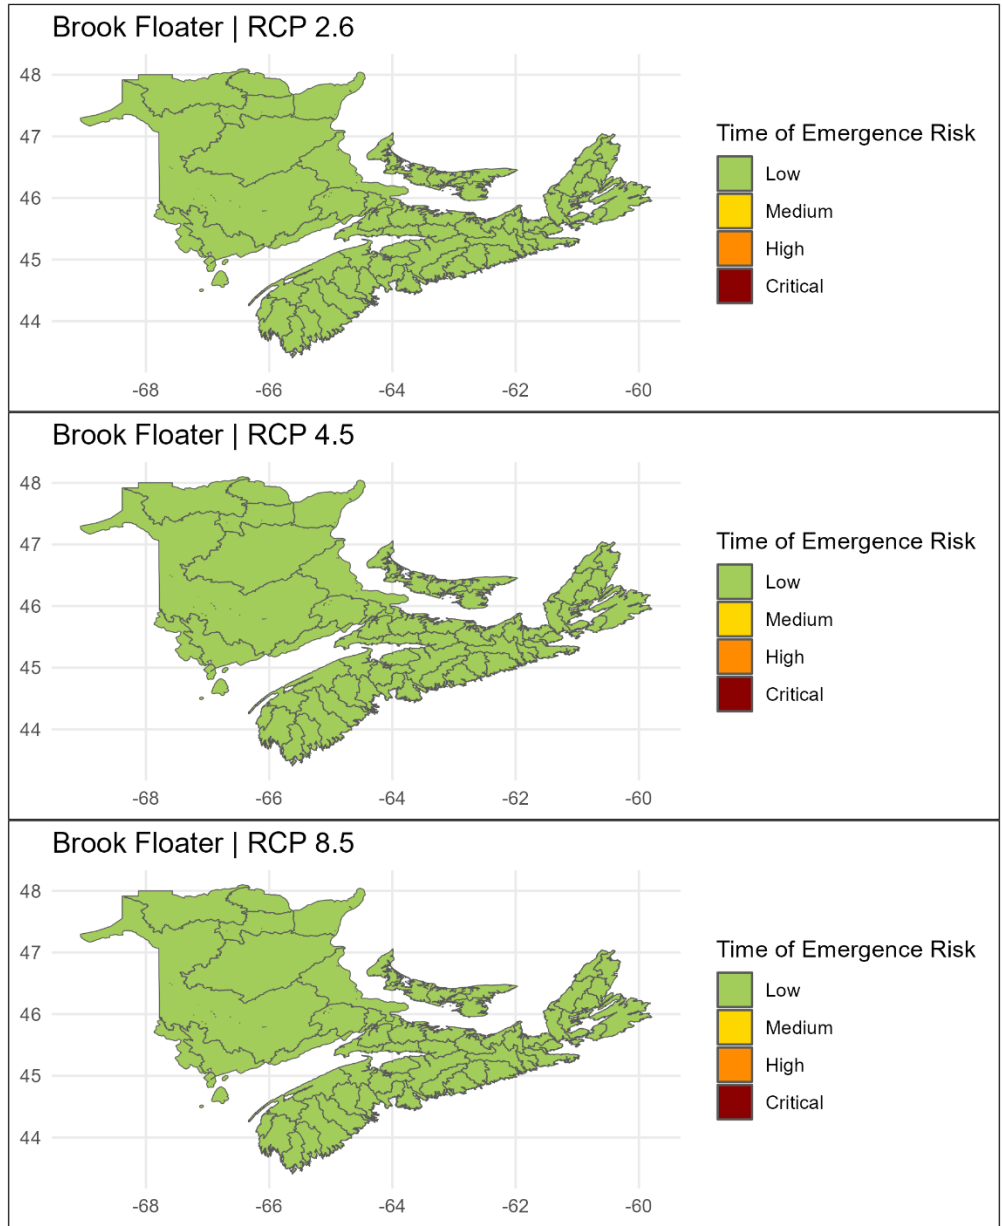 Brook Floater | RCP 2.6
48
47
46
45
44
-68
-66
-64
-62
-60
Time of Emergence Risk
Low
Medium
High
Critical
Brook Floater | RCP 4.5
48
47
46
45
44
-68
-66
-64
-62
-60
Time of Emergence Risk
Low
Medium
High
Critical
Brook Floater | RCP 8.5
48
47
46
45
44
-68
-66
-64
-62
-60
Time of Emergence Risk
Low
Medium
High
Critical